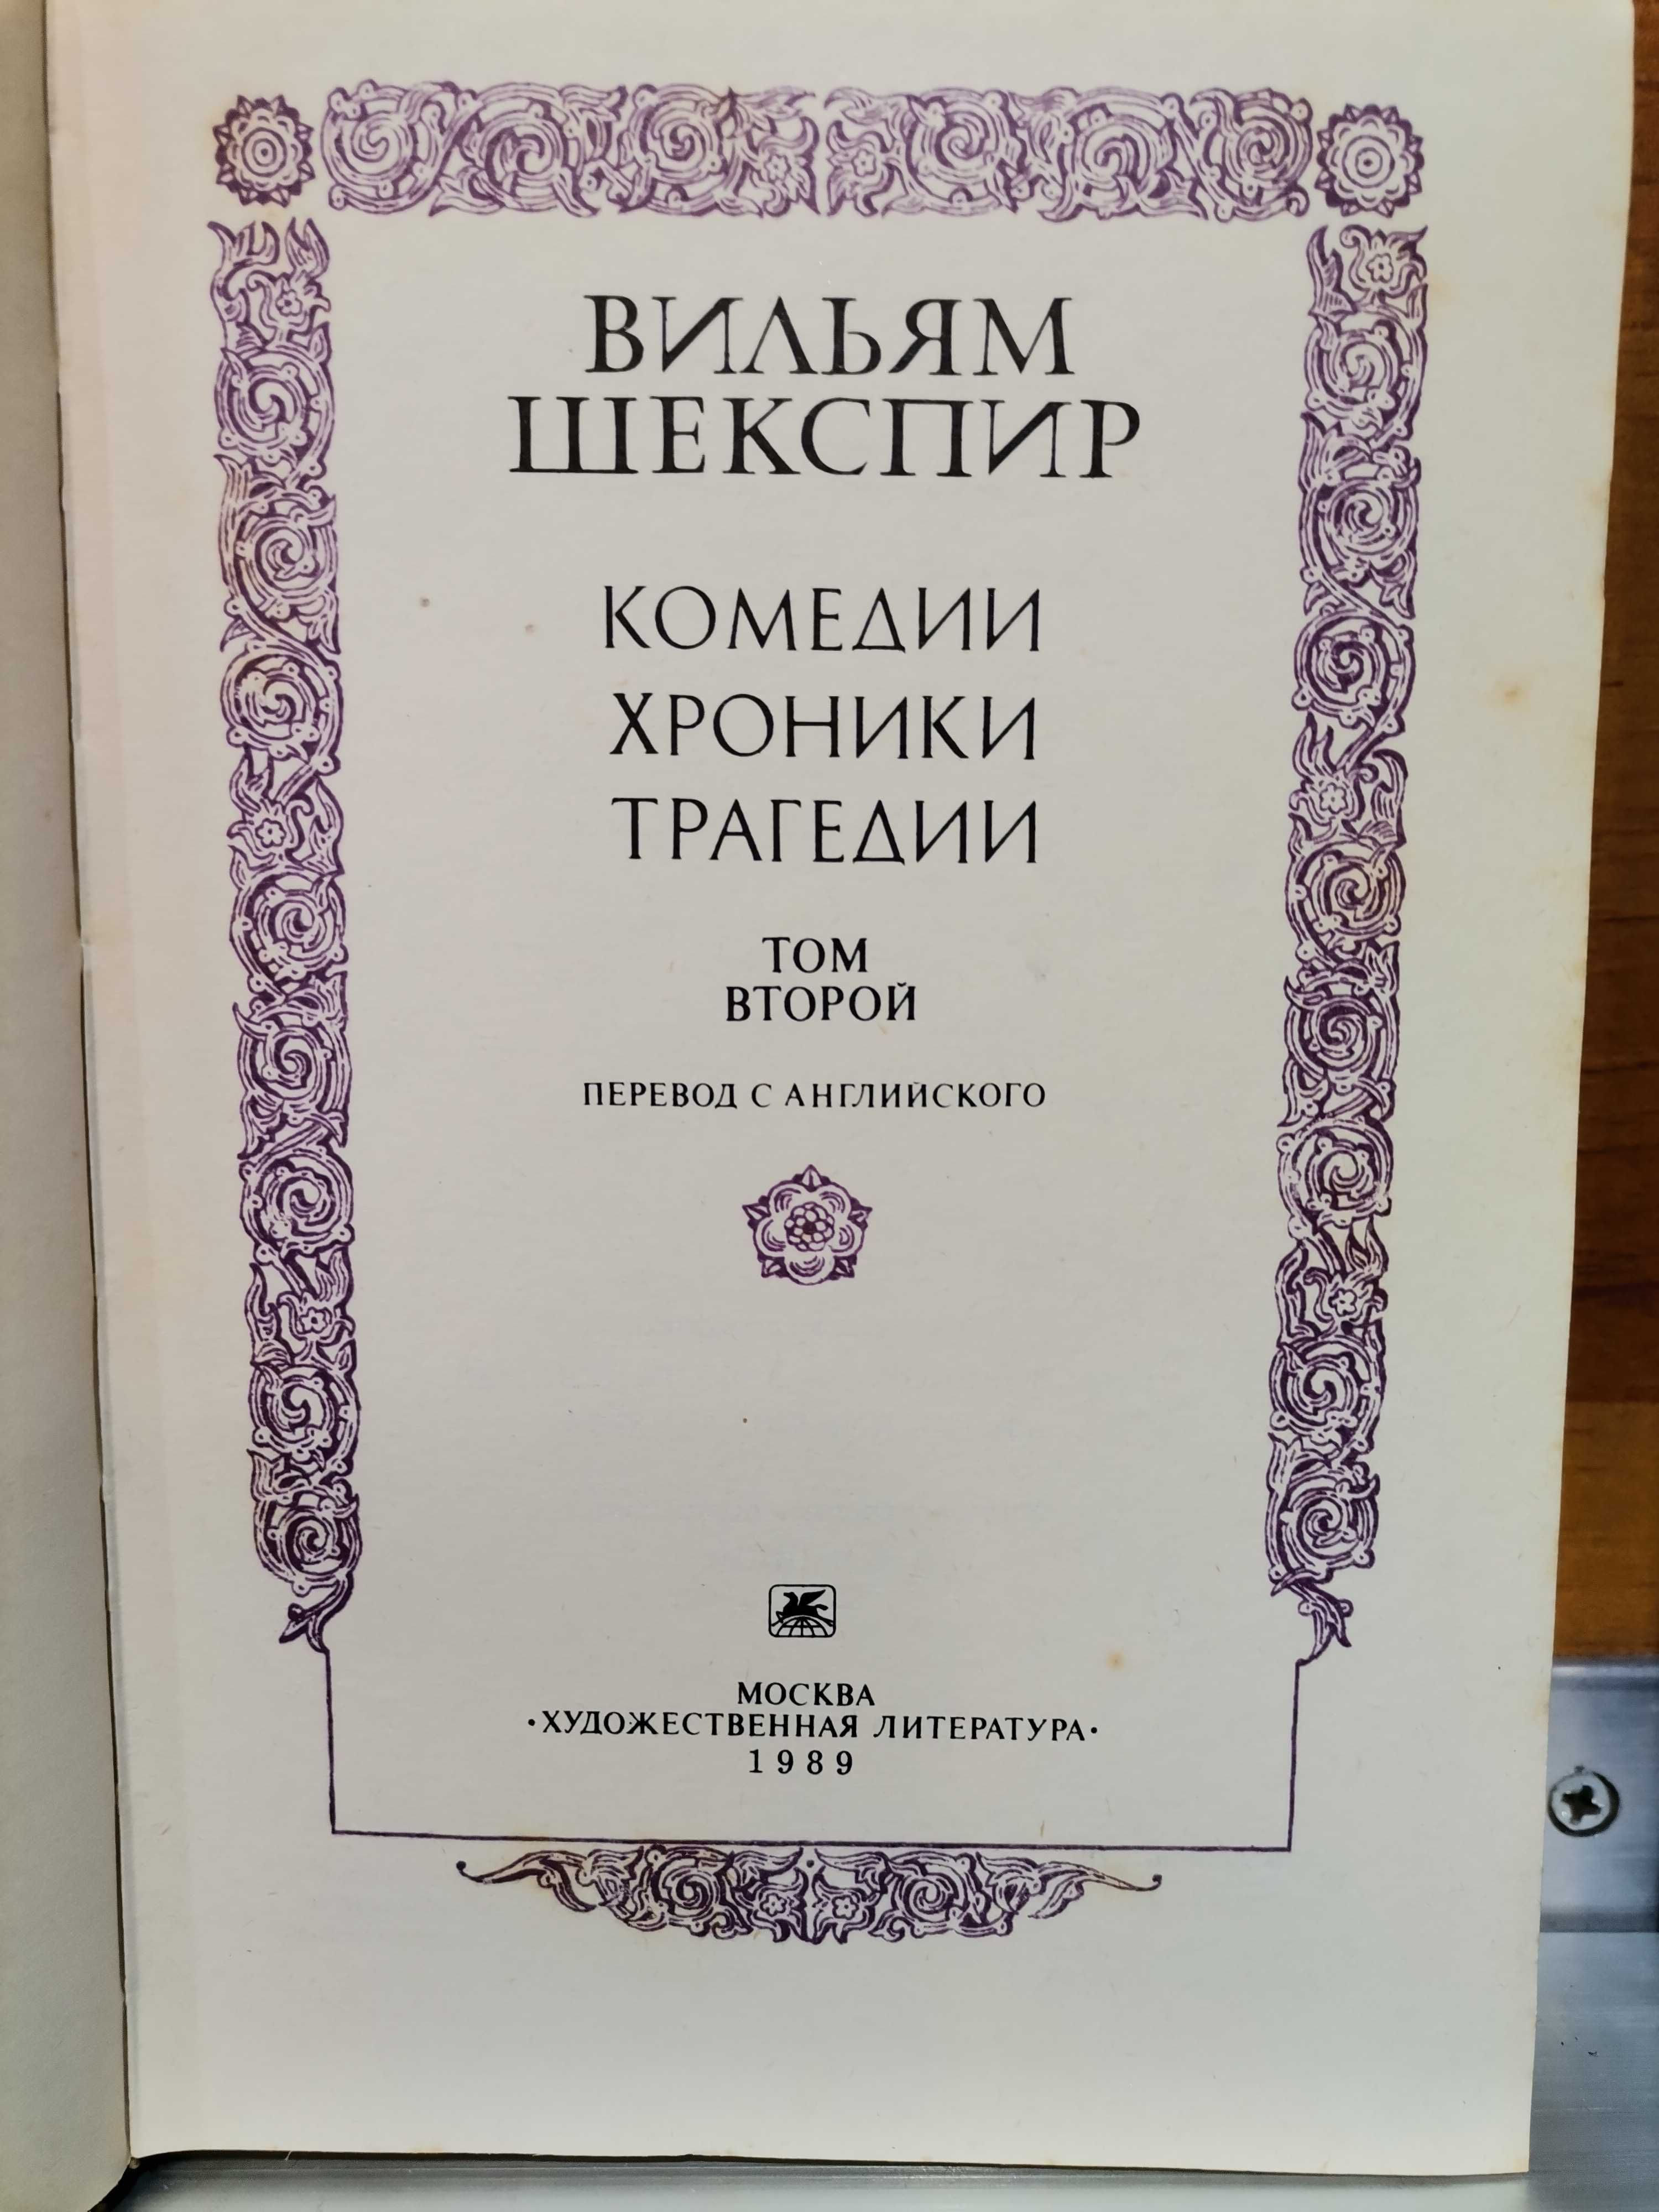 ВИЛЬЯМ
ШЕКСПИР
КОМЕДИИ
ХРОНИКИ
ТРАГЕДИИ
ТОМ
ВТОРОЙ
ПЕРЕВОД С АНГЛИЙСКОГО
МОСКВА
·ХУДОЖЕСТВЕННАЯ ЛИТЕРАТУРА·
1989